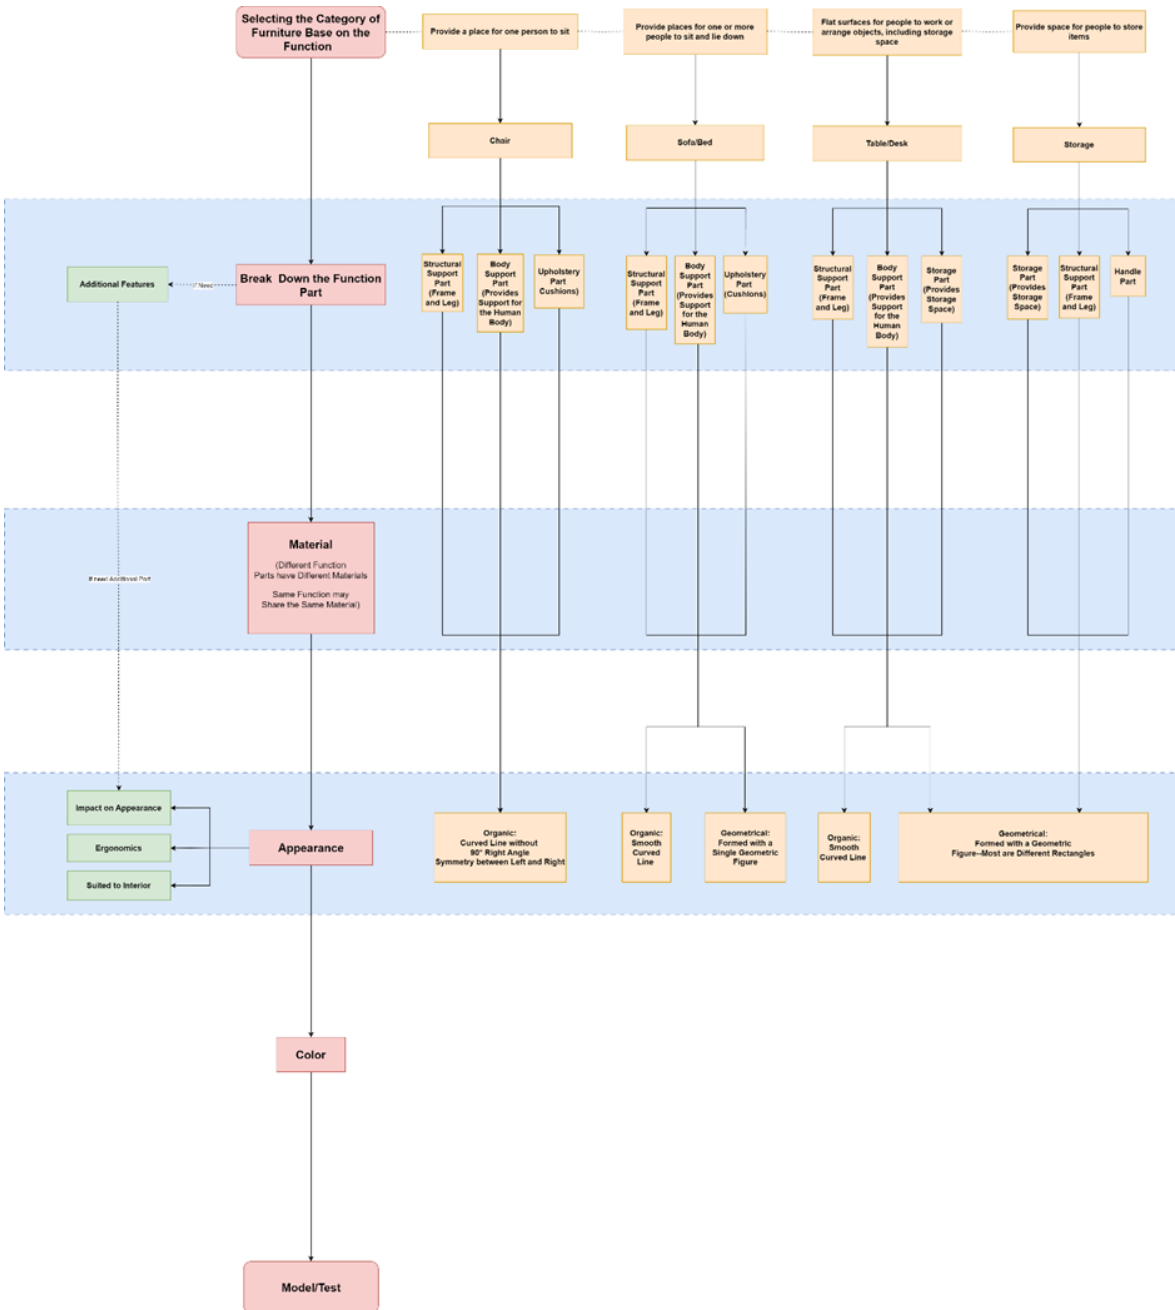 Selecting the Category of
Furniture Base on the
Function
Provide a place for one person to sit
Provide places for one or more
people to sit and lie down
Flat surfaces for people to work or
arrange objects, including storage
space
Provide space for people to store
items
Chair
Sofa/Bed
Table/Desk
Storage
Additional Features
If Need
Break Down the Function
Part
Structural
Support
Part
(Frame
and Leg)
Body
Support
Part
(Provides
Support for
the Human
Body)
Upholstery
Part
Cushions)
Structural
Support
Part
(Frame
and Leg)
Body
Support
Part
(Provides
Support
for the
Human
Body)
Upholstery
Part
(Cushions)
Structural
Support
Part
(Frame
and Leg)
Body
Support
Part
(Provides
Support
for the
Human
Body)
Storage
Part
(Provides
Storage
Space)
Storage
Part
(Provides
Storage
Space)
Structural
Support
Part
(Frame
and Leg)
Handle
Part
If need Additional Part
Material
(Different Function
Parts have Different Materials
Same Function may
Share the Same Material)
Impact on Appearance
Ergonomics
Suited to Interior
Appearance
Organic:
Curved Line without
90° Right Angle
Symmetry between Left and Right
Organic:
Smooth
Curved
Line
Geometrical:
Formed with a
Single Geometric
Figure
Organic:
Smooth
Curved Line
Geometrical:
Formed with a Geometric
Figure--Most are Different Rectangles
Color
Model/Test